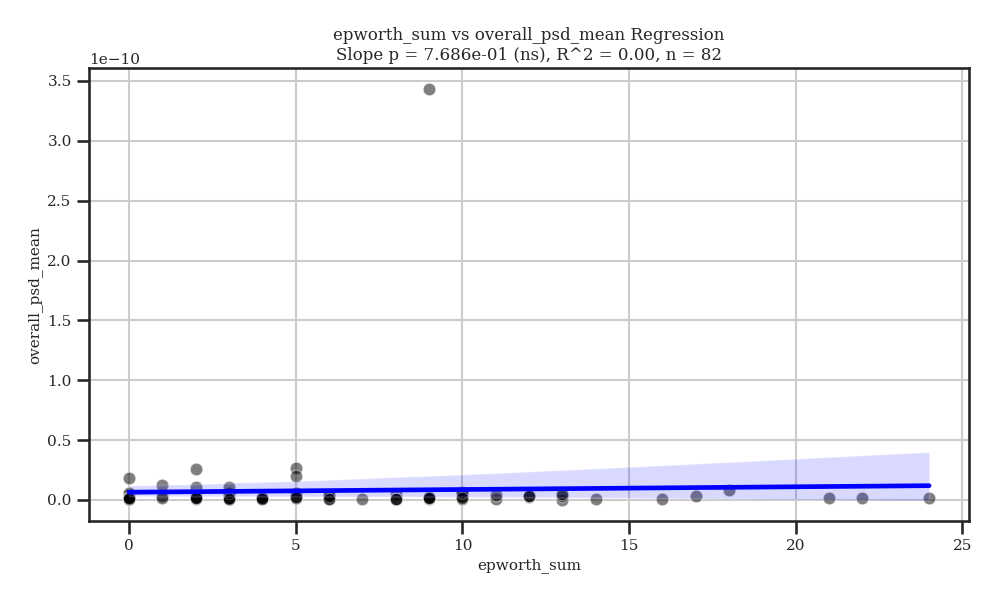 epworth_sum vs overall_psd_mean Regression
Slope p = 7.686e-01 (ns), R^2 = 0.00, n = 82
1e−10
3.5
3.0
2.5
2.0
1.5
1.0
0.5
0.0
overall_psd_mean
0 5 10 15 20 25
epworth_sum